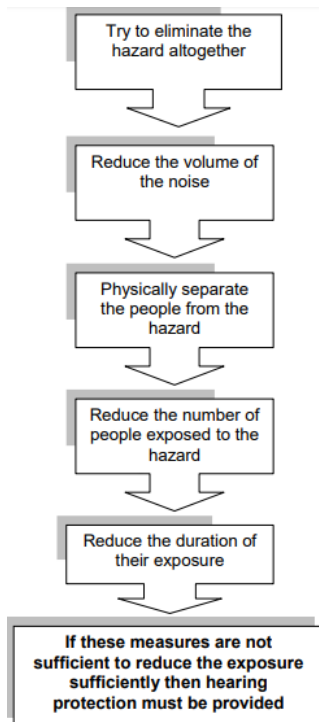 Try to eliminate the
hazard altogether
Reduce the volume of
the noise
Physically separate
the people from the
hazard
Reduce the number of
people exposed to the
hazard
Reduce the duration of
their exposure
If these measures are not
sufficient to reduce the exposure
sufficiently then hearing
protection must be provided